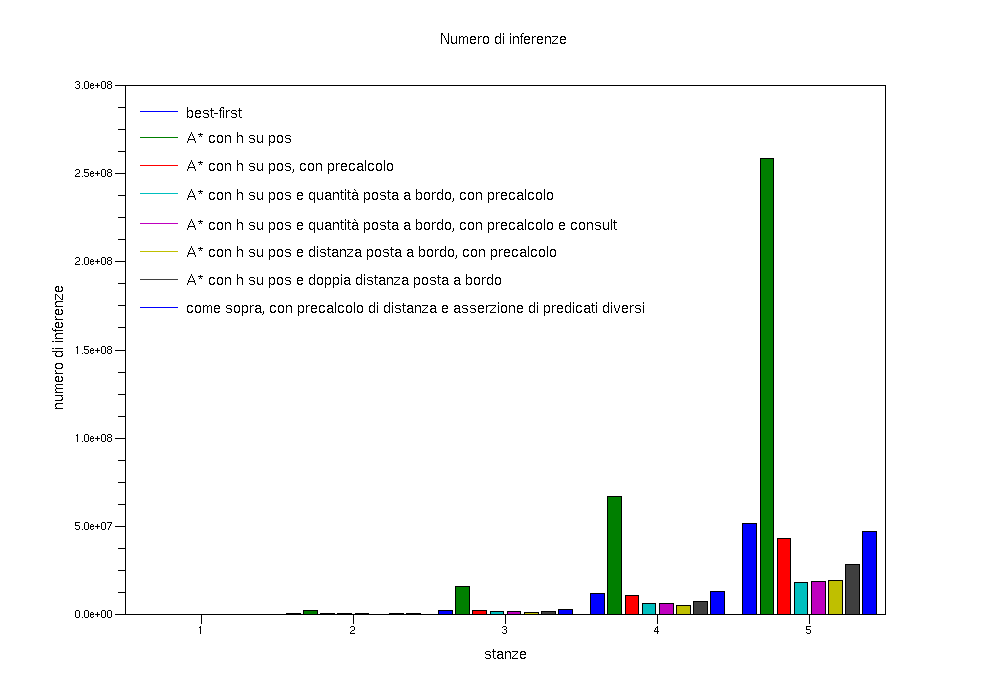 Numero di inferenze
3.0e+08
best-first
A* con h su pos
A* con h su pos, con precalcolo
2.5e+08
A* con h su pos e quantità posta a bordo, con precalcolo
A* con h su pos e quantità posta a bordo, con precalcolo e consult
A* con h su pos e distanza posta a bordo, con precalcolo
2.0e+08
A* con h su pos e doppia distanza posta a bordo
come sopra, con precalcolo di distanza e asserzione di predicati diversi
numero di inferenze
1.5e+08
1.0e+08
5.0e+07
0.0e+00
1 2 3 4 5
stanze